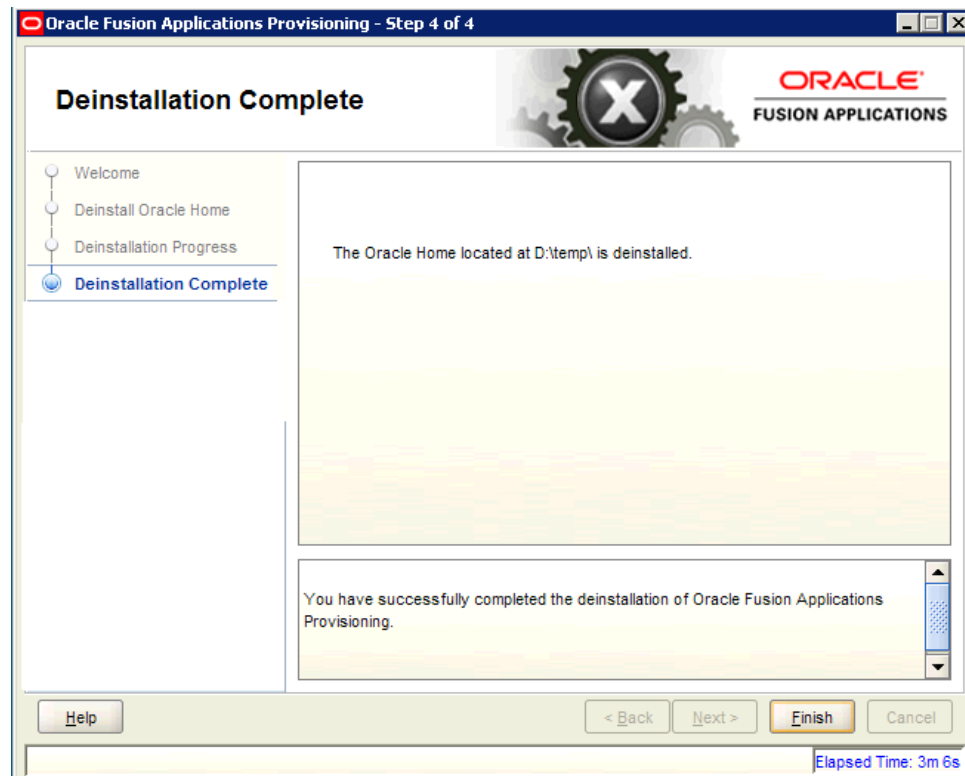 Oracle Fusion Applications Provisioning - Step 4 of 4
Deinstallation Complete
X
ORACLE
FUSION APPLICATIONS
Welcome
Deinstall Oracle Home
Deinstallation Progress
Deinstallation Complete
The Oracle Home located at D:\temp\ is deinstalled.
You have successfully completed the deinstallation of Oracle Fusion Applications
Provisioning.
Help
< Back
Next >
Finish
Cancel
Elapsed Time: 3m 6s